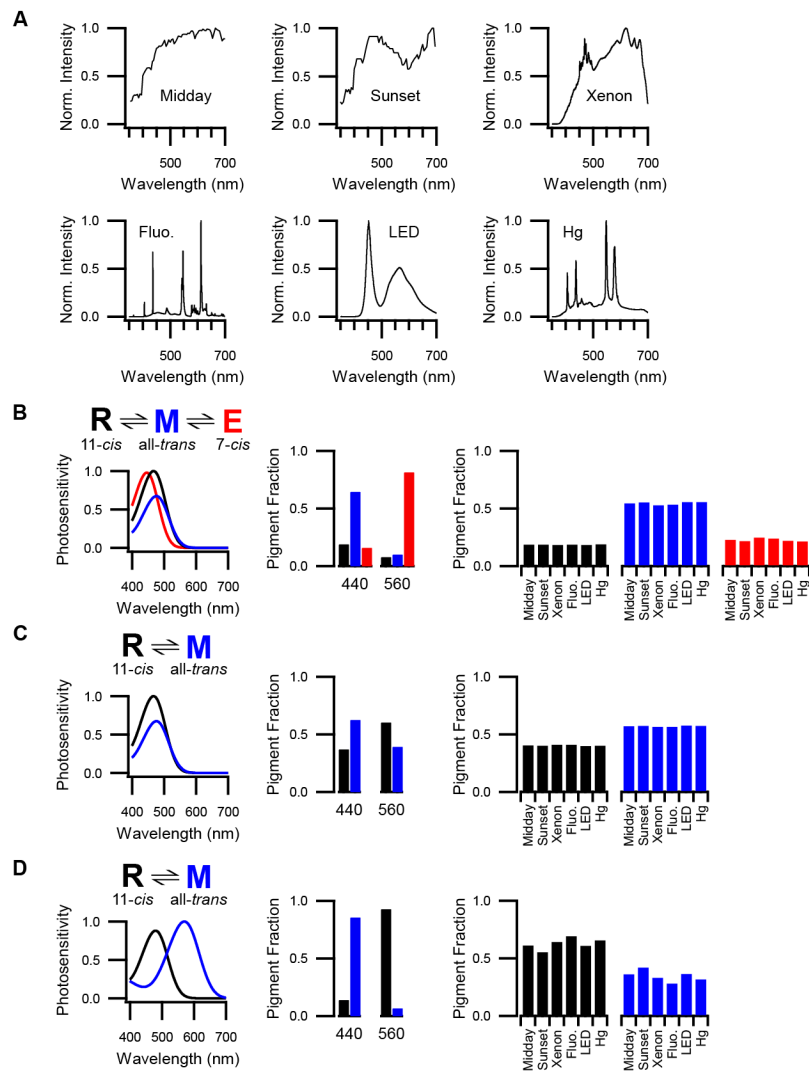 A
Norm. Intensity
1.0
0.5
0.0
Midday
500
700
Wavelength (nm)
Norm. Intensity
1.0
0.5
0.0
Sunset
500
700
Wavelength (nm)
Norm. Intensity
1.0
0.5
0.0
Xenon
500
700
Wavelength (nm)
Norm. Intensity
1.0
0.5
0.0
Fluo.
500
700
Wavelength (nm)
Norm. Intensity
1.0
0.5
0.0
LED
500
700
Wavelength (nm)
Norm. Intensity
1.0
0.5
0.0
Hg
500
700
Wavelength (nm)
B
R ⇌ M ⇌ E
11-cis all-trans 7-cis
Photosensitivity
1.0
0.5
0.0
400 500 600 700
Wavelength (nm)
Pigment Fraction
1.0
0.5
0.0
440 560
Pigment Fraction
1.0
0.5
0.0
Midday
Sunset
Xenon
Fluo.
LED
Hg
Midday
Sunset
Xenon
Fluo.
LED
Hg
Midday
Sunset
Xenon
Fluo.
LED
Hg
C
R ⇌ M
11-cis all-trans
Photosensitivity
1.0
0.5
0.0
400 500 600 700
Wavelength (nm)
Pigment Fraction
1.0
0.5
0.0
440 560
Pigment Fraction
1.0
0.5
0.0
Midday
Sunset
Xenon
Fluo.
LED
Hg
Midday
Sunset
Xenon
Fluo.
LED
Hg
D
R ⇌ M
11-cis all-trans
Photosensitivity
1.0
0.5
0.0
400 500 600 700
Wavelength (nm)
Pigment Fraction
1.0
0.5
0.0
440 560
Pigment Fraction
1.0
0.5
0.0
Midday
Sunset
Xenon
Fluo.
LED
Hg
Midday
Sunset
Xenon
Fluo.
LED
Hg